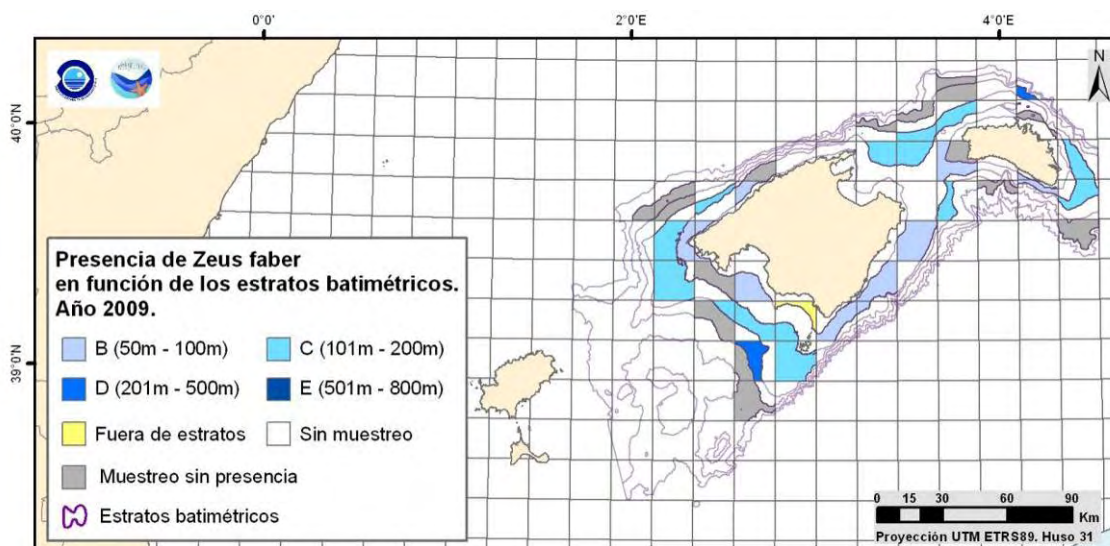 0°0'
2°0'E
4°0'E
40°0'N
39°0'N
N
Presencia de Zeus faber
en función de los estratos batimétricos.
Año 2009.
B (50m - 100m)
C (101m - 200m)
D (201m - 500m)
E (501m - 800m)
Fuera de estratos
Sin muestreo
Muestreo sin presencia
Estratos batimétricos
0 15 30 60 90
Km
Proyección UTM ETRS89. Huso 31